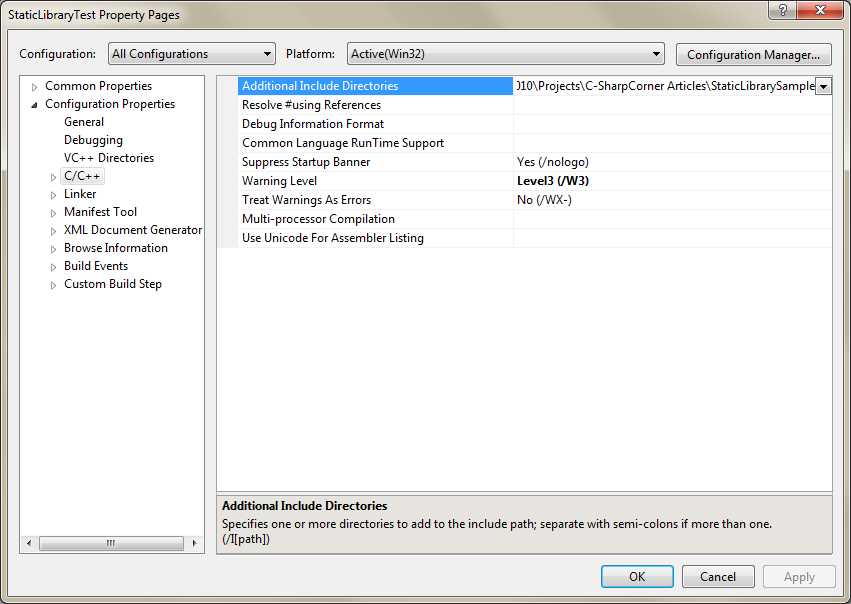 StaticLibraryTest Property Pages
Configuration: All Configurations Platform: Active(Win32) Configuration Manager...
Common Properties
Configuration Properties
General
Debugging
VC++ Directories
C/C++
Linker
Manifest Tool
XML Document Generator
Browse Information
Build Events
Custom Build Step
Additional Include Directories 010\Projects\C-SharpCorner Articles\StaticLibrarySample
Resolve #using References
Debug Information Format
Common Language RunTime Support
Suppress Startup Banner Yes (/nologo)
Warning Level Level3 (/W3)
Treat Warnings As Errors No (/WX-)
Multi-processor Compilation
Use Unicode For Assembler Listing
Additional Include Directories
Specifies one or more directories to add to the include path; separate with semi-colons if more than one.
(/I[path])
OK Cancel Apply